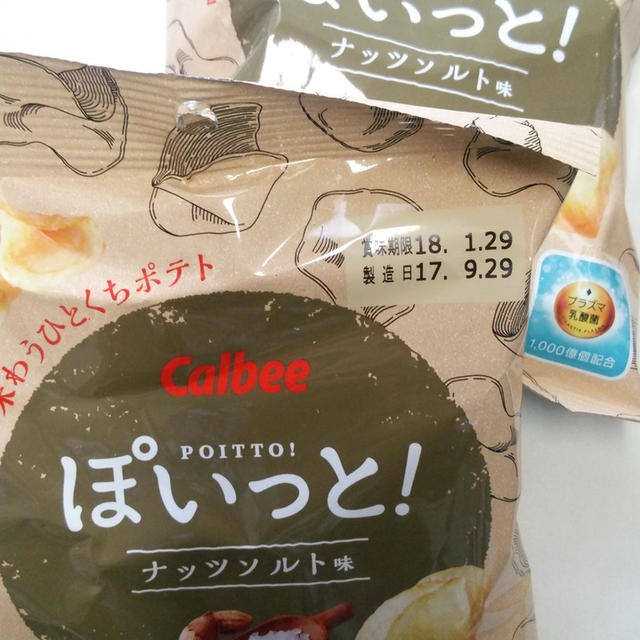 ぽいっと!
ナッツソルト味
賞味期限18. 1.29
製造日17. 9.29
プラズマ
乳酸菌
1,000億個配合
味わうひとくちポテト
Calbee
POITTO!
ぽいっと!
ナッツソルト味